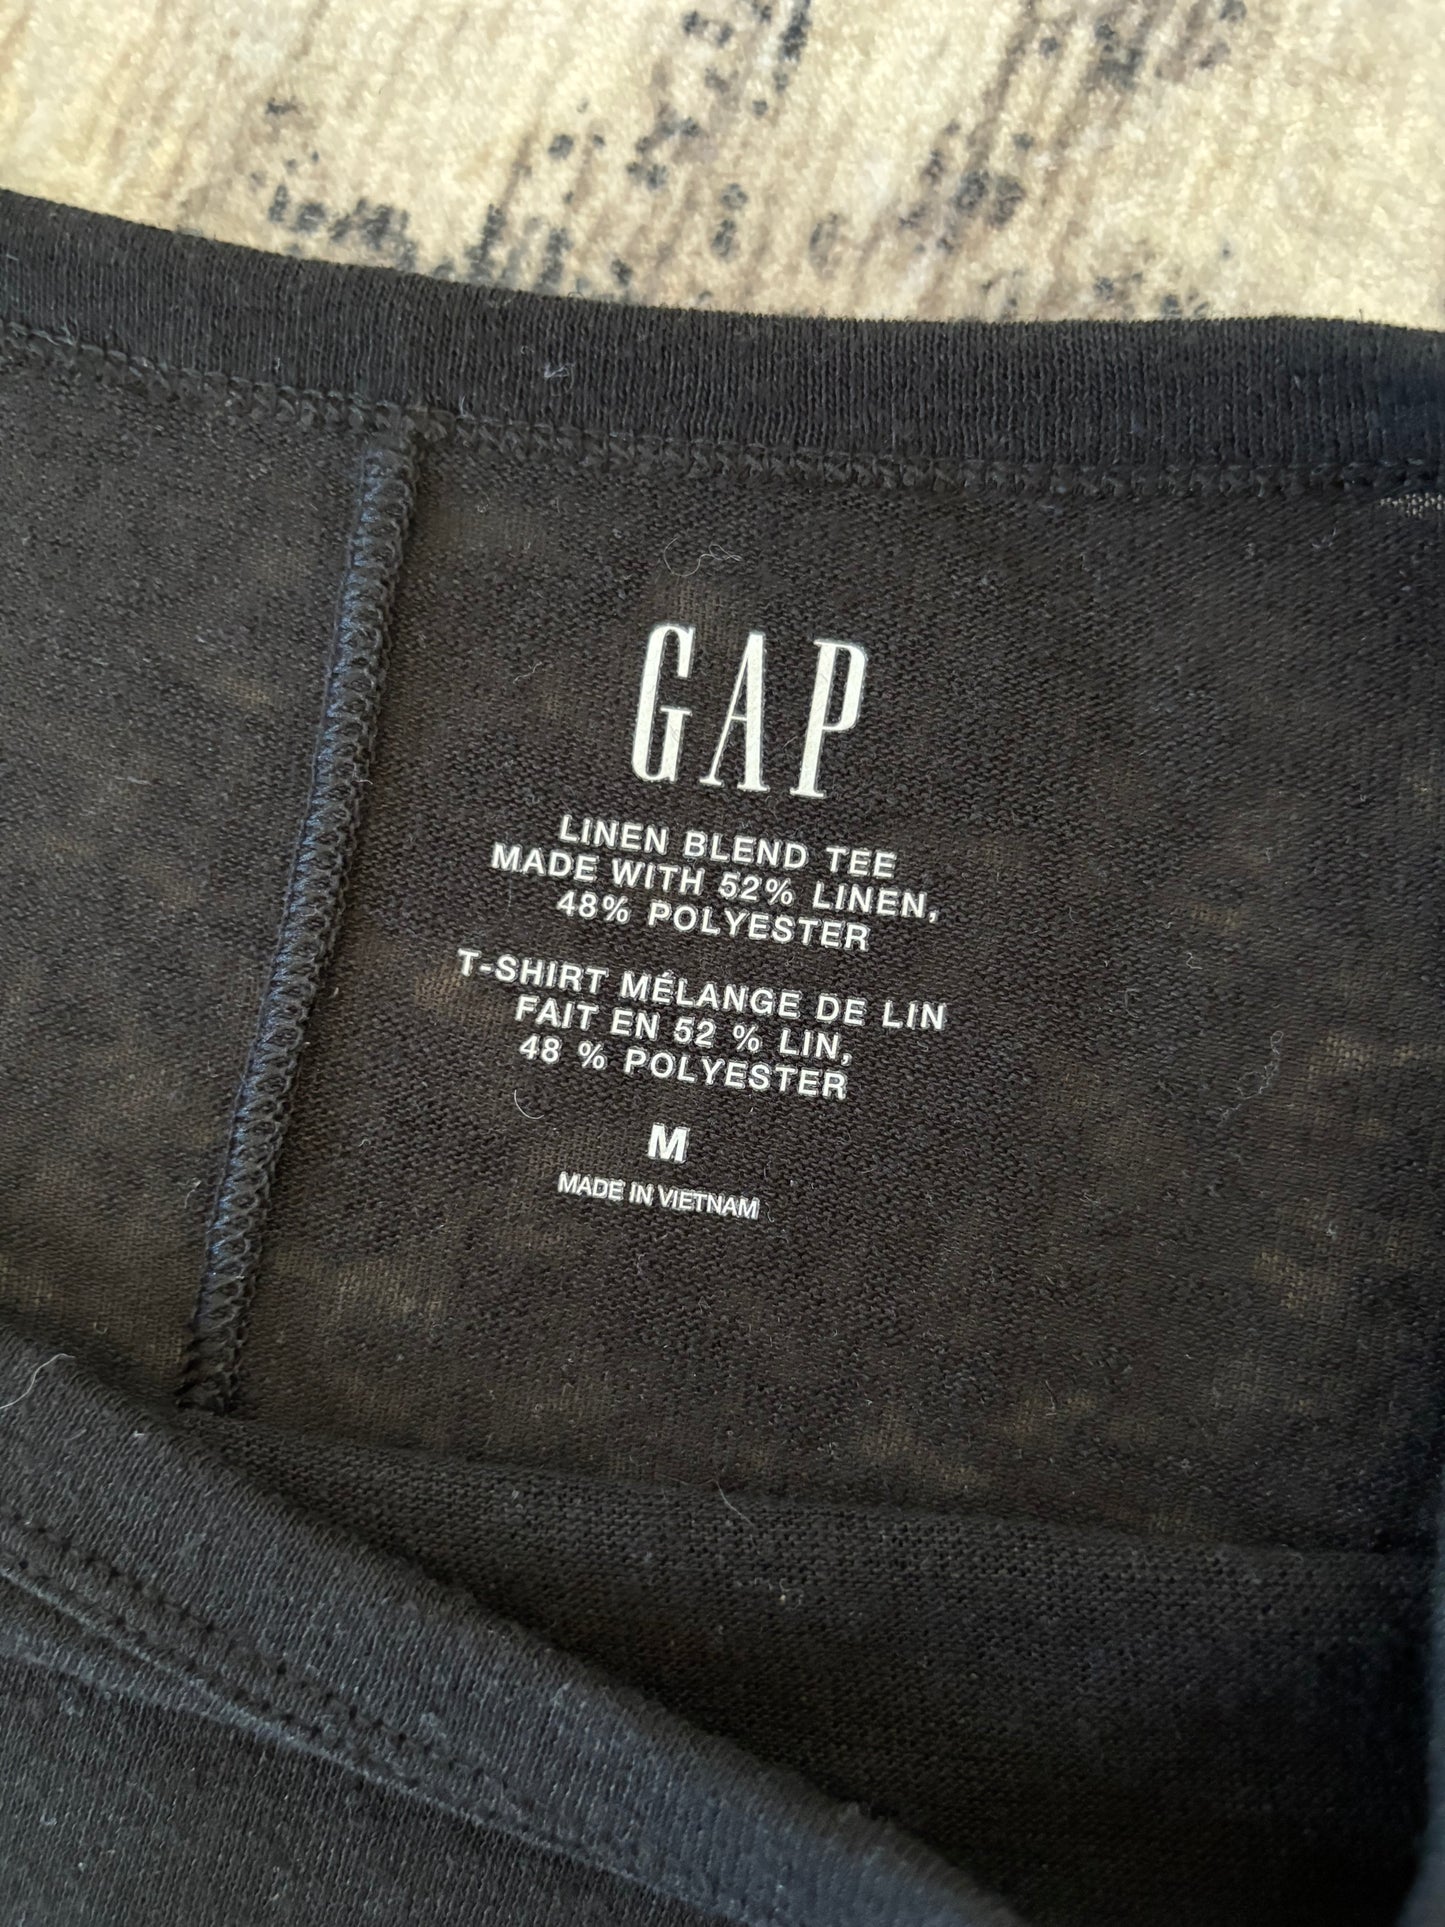 GAP
LINEN BLEND TEE
MADE WITH 52% LINEN,
48% POLYESTER
T-SHIRT MÉLANGE DE LIN
FAIT EN 52 % LIN,
48 % POLYESTER
M
MADE IN VIETNAM